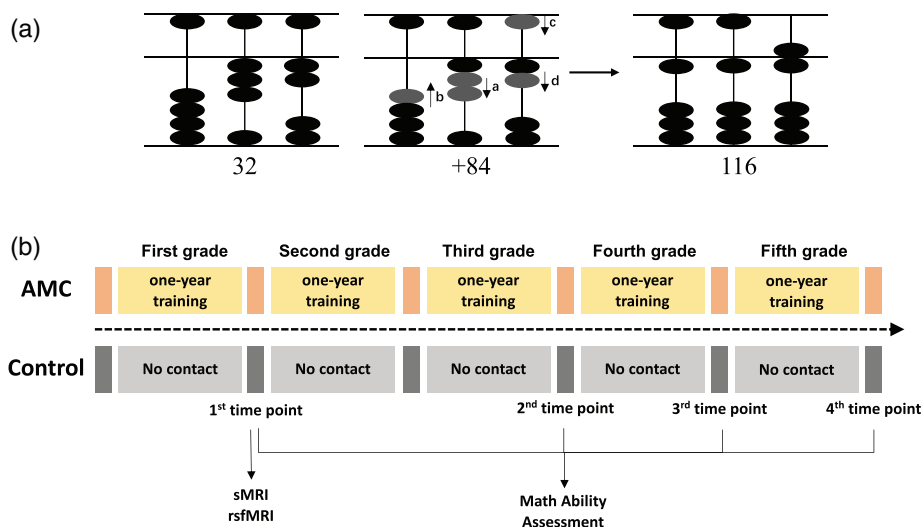 (a)
b
a
c
d
32
+84
116
(b)
First grade
Second grade
Third grade
Fourth grade
Fifth grade
AMC
one-year
training
one-year
training
one-year
training
one-year
training
one-year
training
Control
No contact
No contact
No contact
No contact
No contact
1st time point
2nd time point
3rd time point
4th time point
sMRI
rsfMRI
Math Ability
Assessment